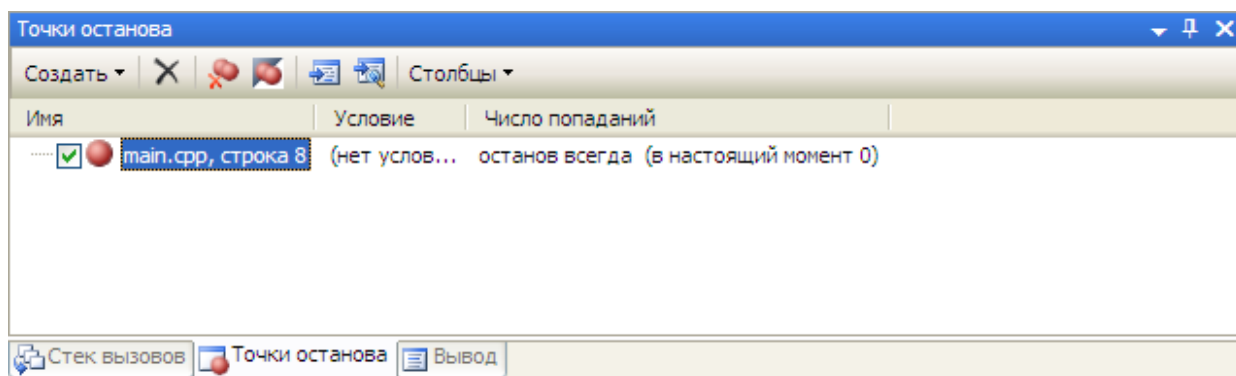 Точки останова
Создать Столбцы
Имя Условие Число попаданий
main.cpp, строка 8 (нет услов... останов всегда (в настоящий момент 0)
Стек вызовов Точки останова Вывод